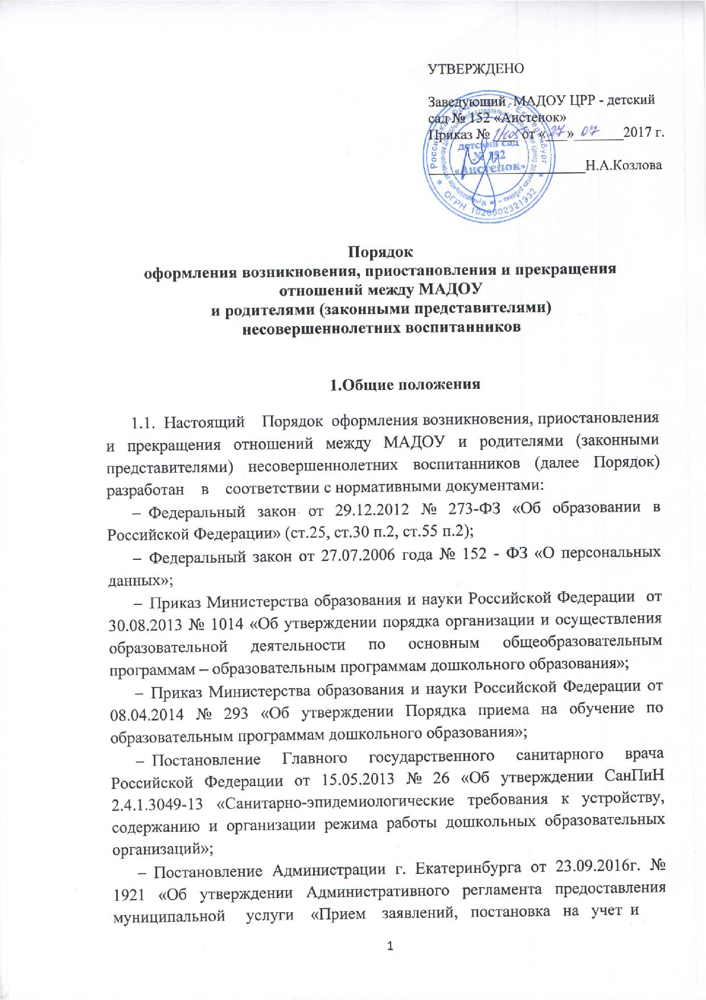 УТВЕРЖДЕНО
Заведующий МАДОУ ЦРР - детский
сад № 152 «Аистенок»
Приказ № от «27» 07 2017 г.
Н.А.Козлова
детский сад
№ 152
«Аистенок»
ОГРН 1026602321932
Порядок
оформления возникновения, приостановления и прекращения
отношений между МАДОУ
и родителями (законными представителями)
несовершеннолетних воспитанников
1.Общие положения
1.1. Настоящий Порядок оформления возникновения, приостановления
и прекращения отношений между МАДОУ и родителями (законными
представителями) несовершеннолетних воспитанников (далее Порядок)
разработан в соответствии с нормативными документами:
– Федеральный закон от 29.12.2012 № 273-ФЗ «Об образовании в
Российской Федерации» (ст.25, ст.30 п.2, ст.55 п.2);
– Федеральный закон от 27.07.2006 года № 152 - ФЗ «О персональных
данных»;
– Приказ Министерства образования и науки Российской Федерации от
30.08.2013 № 1014 «Об утверждении порядка организации и осуществления
образовательной деятельности по основным общеобразовательным
программам – образовательным программам дошкольного образования»;
– Приказ Министерства образования и науки Российской Федерации от
08.04.2014 № 293 «Об утверждении Порядка приема на обучение по
образовательным программам дошкольного образования»;
– Постановление Главного государственного санитарного врача
Российской Федерации от 15.05.2013 № 26 «Об утверждении СанПиН
2.4.1.3049-13 «Санитарно-эпидемиологические требования к устройству,
содержанию и организации режима работы дошкольных образовательных
организаций»;
– Постановление Администрации г. Екатеринбурга от 23.09.2016г. №
1921 «Об утверждении Административного регламента предоставления
муниципальной услуги «Прием заявлений, постановка на учет и
1